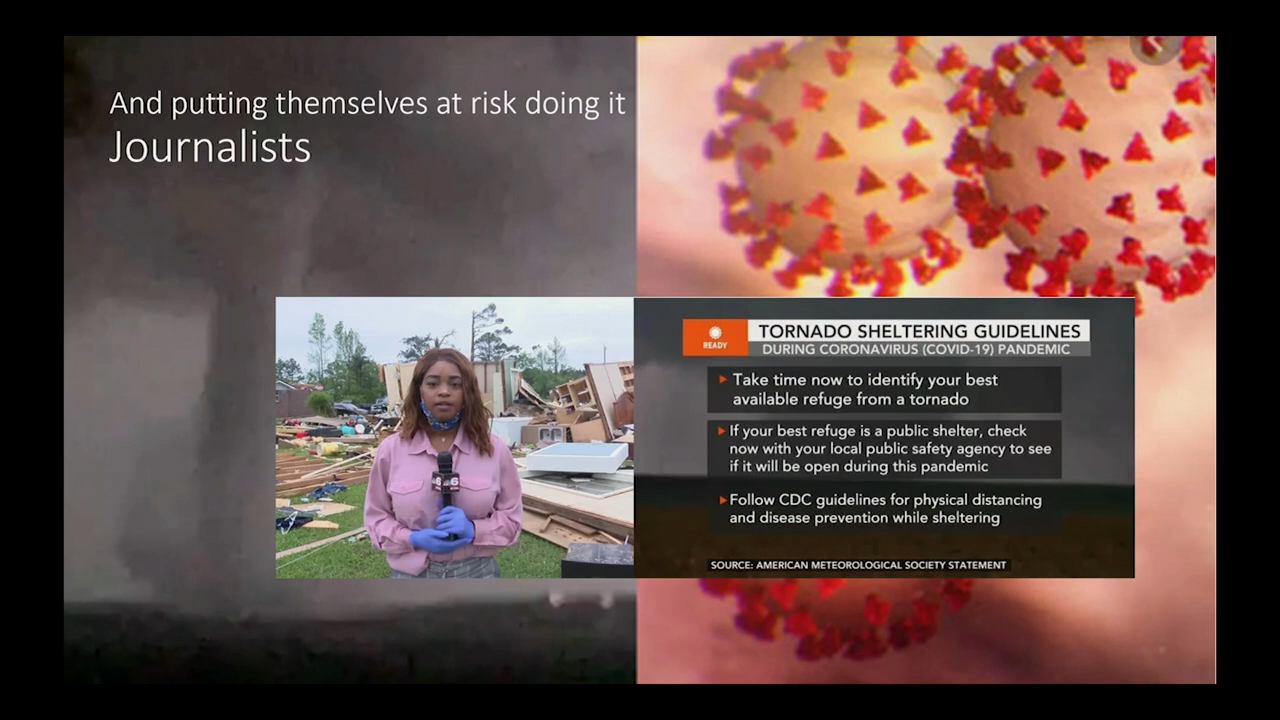 And putting themselves at risk doing it
Journalists
6
6
READY
TORNADO SHELTERING GUIDELINES
DURING CORONAVIRUS (COVID-19) PANDEMIC
Take time now to identify your best
available refuge from a tornado
If your best refuge is a public shelter, check
now with your local public safety agency to see
if it will be open during this pandemic
Follow CDC guidelines for physical distancing
and disease prevention while sheltering
SOURCE: AMERICAN METEOROLOGICAL SOCIETY STATEMENT